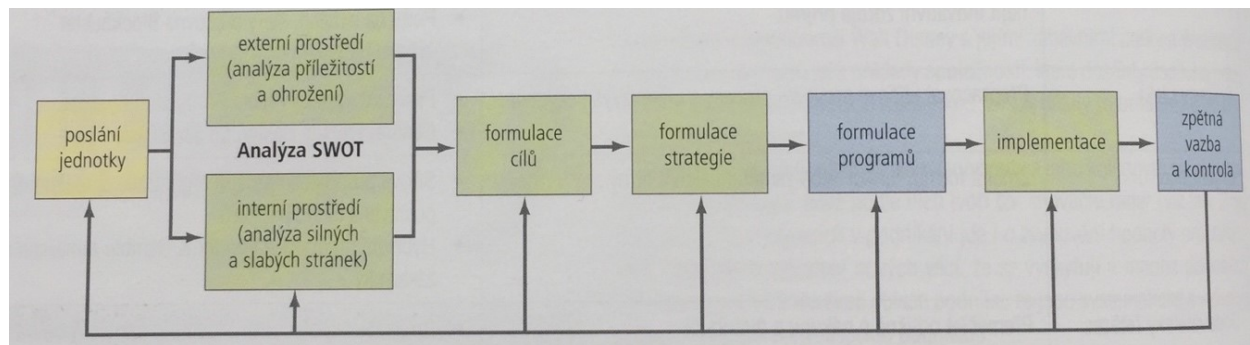 poslání
jednotky
externí prostředí
(analýza příležitostí
a ohrožení)
Analýza SWOT
interní prostředí
(analýza silných
a slabých stránek)
formulace
cílů
formulace
strategie
formulace
programů
implementace
zpětná
vazba
a kontrola